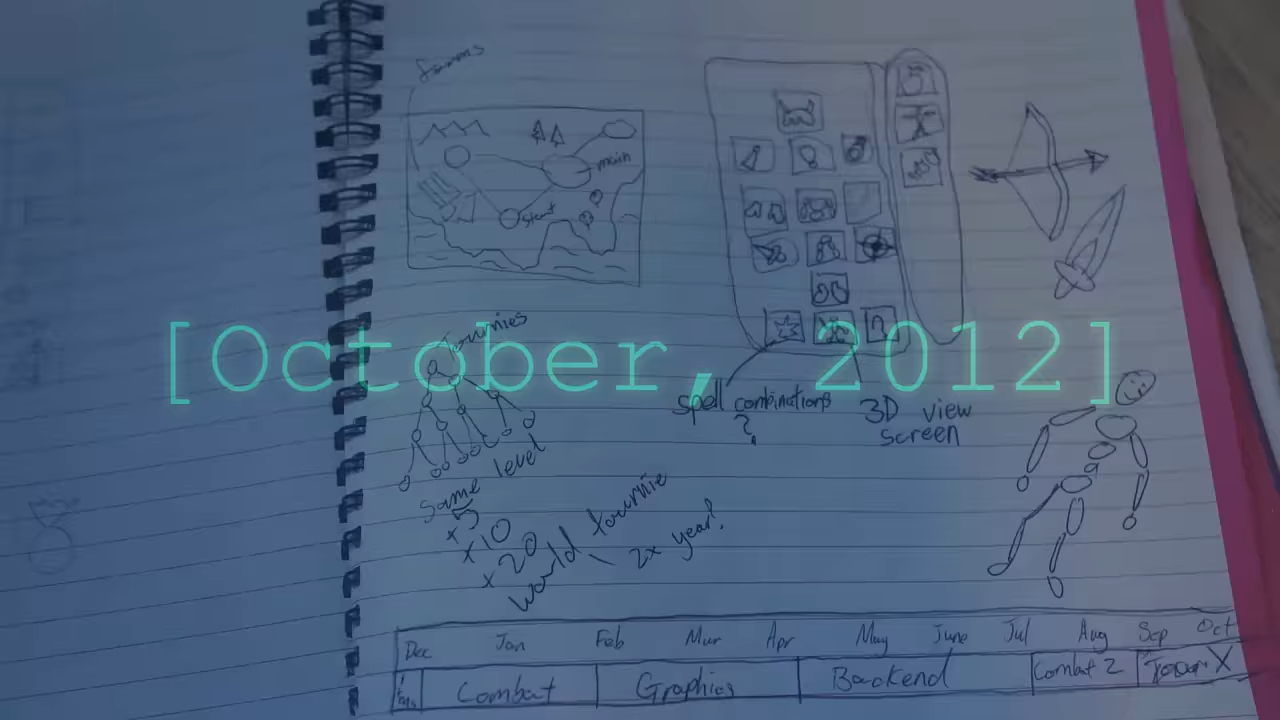 main
start
Tournies
[October, 2012]
spell combinations
?
3D view
screen
same level
x5
x10
x20
world tournie
2x year?
Dec Jan Feb Mar Apr May June Jul Aug Sep Oct
Combat Graphics Backend Combat 2